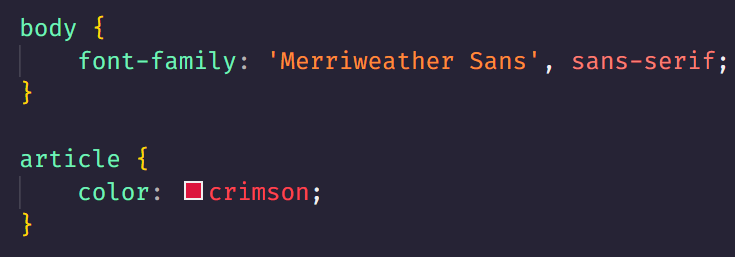 body {
    font-family: 'Merriweather Sans', sans-serif;
}

article {
    color: crimson;
}